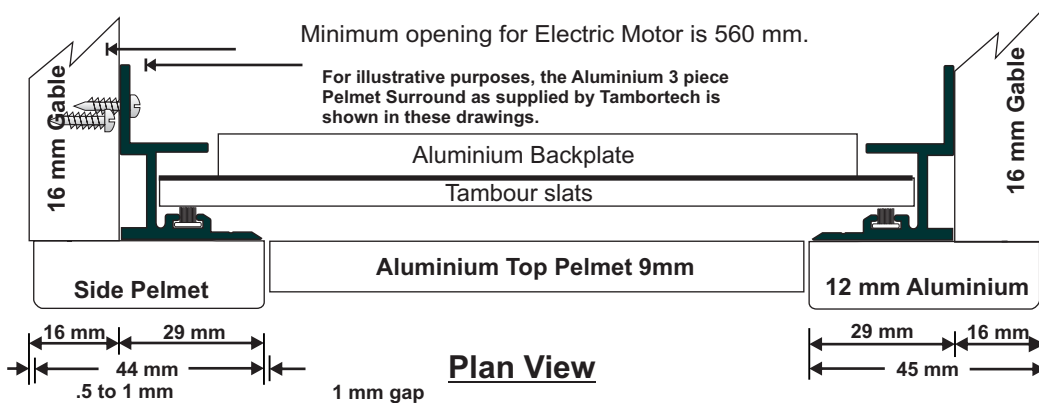 Minimum opening for Electric Motor is 560 mm.
For illustrative purposes, the Aluminium 3 piece
Pelmet Surround as supplied by Tambortech is
shown in these drawings.
16 mm Gable
16 mm Gable
Aluminium Backplate
Tambour slats
Aluminium Top Pelmet 9mm
Side Pelmet
12 mm Aluminium
16 mm
29 mm
29 mm
16 mm
44 mm
Plan View
45 mm
.5 to 1 mm
1 mm gap